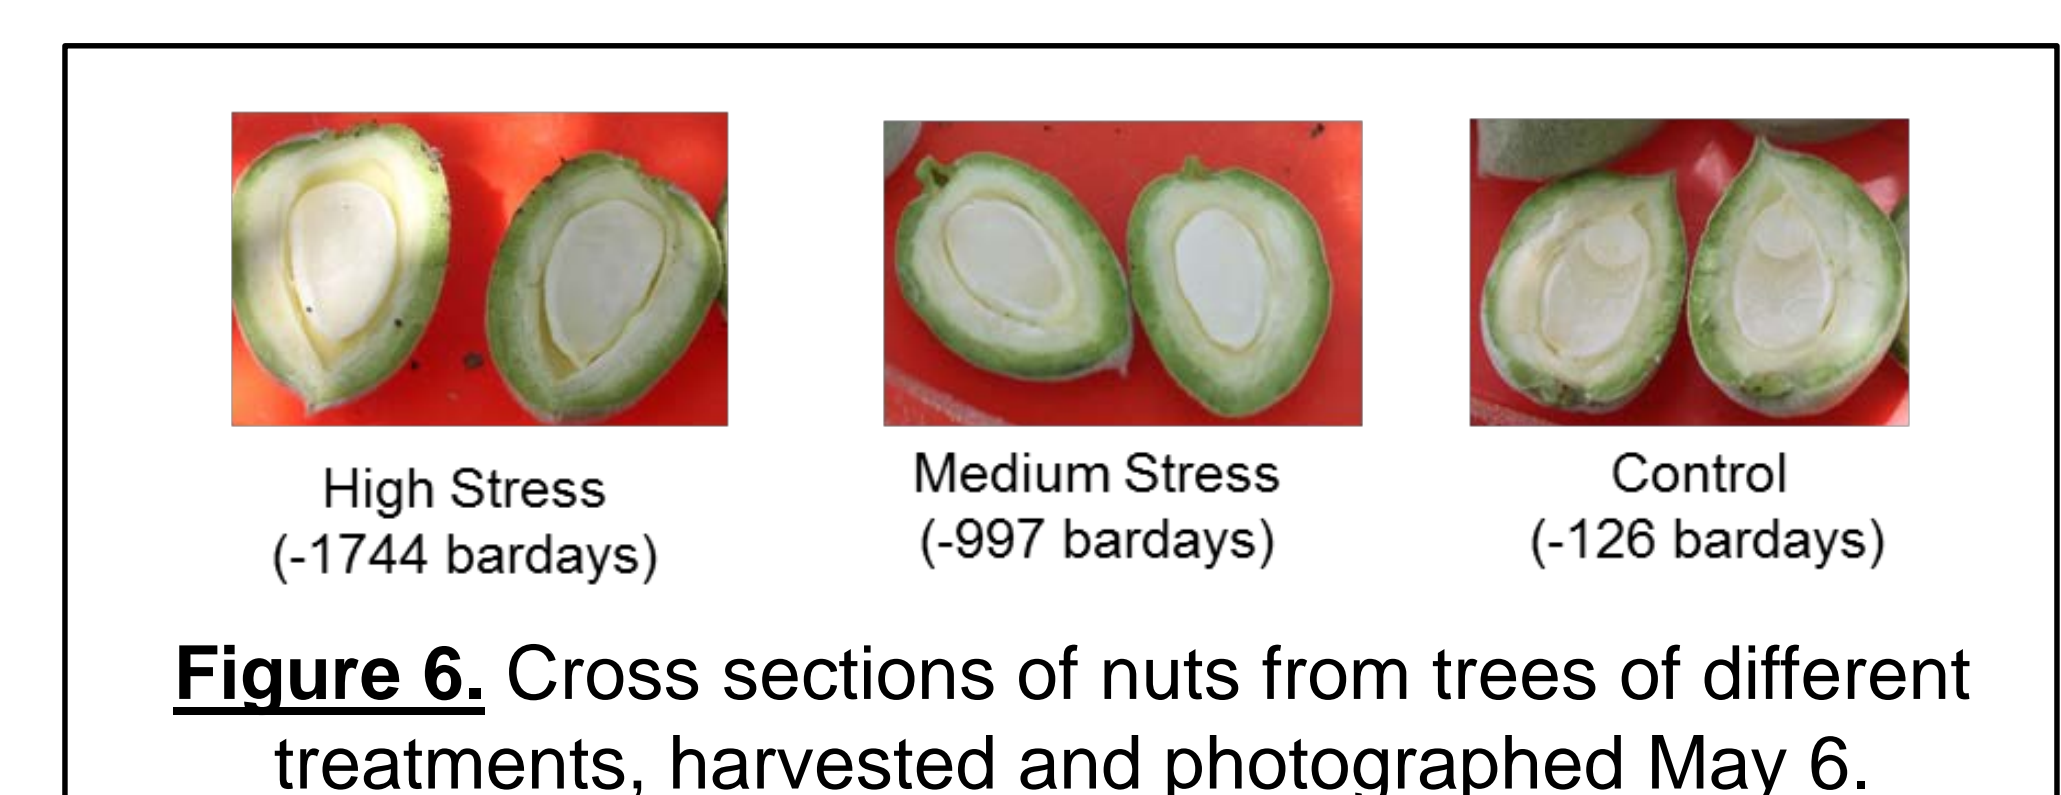 High Stress
(-1744 bardays)
Medium Stress
(-997 bardays)
Control
(-126 bardays)
Figure 6. Cross sections of nuts from trees of different
treatments, harvested and photographed May 6.